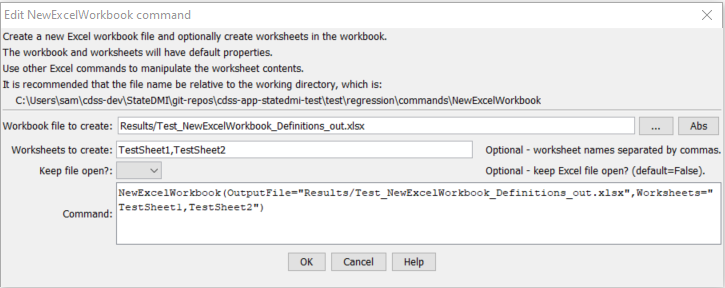 Edit NewExcelWorkbook command
Create a new Excel workbook file and optionally create worksheets in the workbook.
The workbook and worksheets will have default properties.
Use other Excel commands to manipulate the worksheet contents.
It is recommended that the file name be relative to the working directory, which is:
C:\Users\sam\cdss-dev\StateDMI\git-repos\cdss-app-statedmi-test\test\regression\commands\NewExcelWorkbook
Workbook file to create: Results/Test_NewExcelWorkbook_Definitions_out.xlsx ... Abs
Worksheets to create: TestSheet1,TestSheet2 Optional - worksheet names separated by commas.
Keep file open?: Optional - keep Excel file open? (default=False).
Command: NewExcelWorkbook(OutputFile="Results/Test_NewExcelWorkbook_Definitions_out.xlsx",Worksheets="
TestSheet1,TestSheet2")
OK Cancel Help